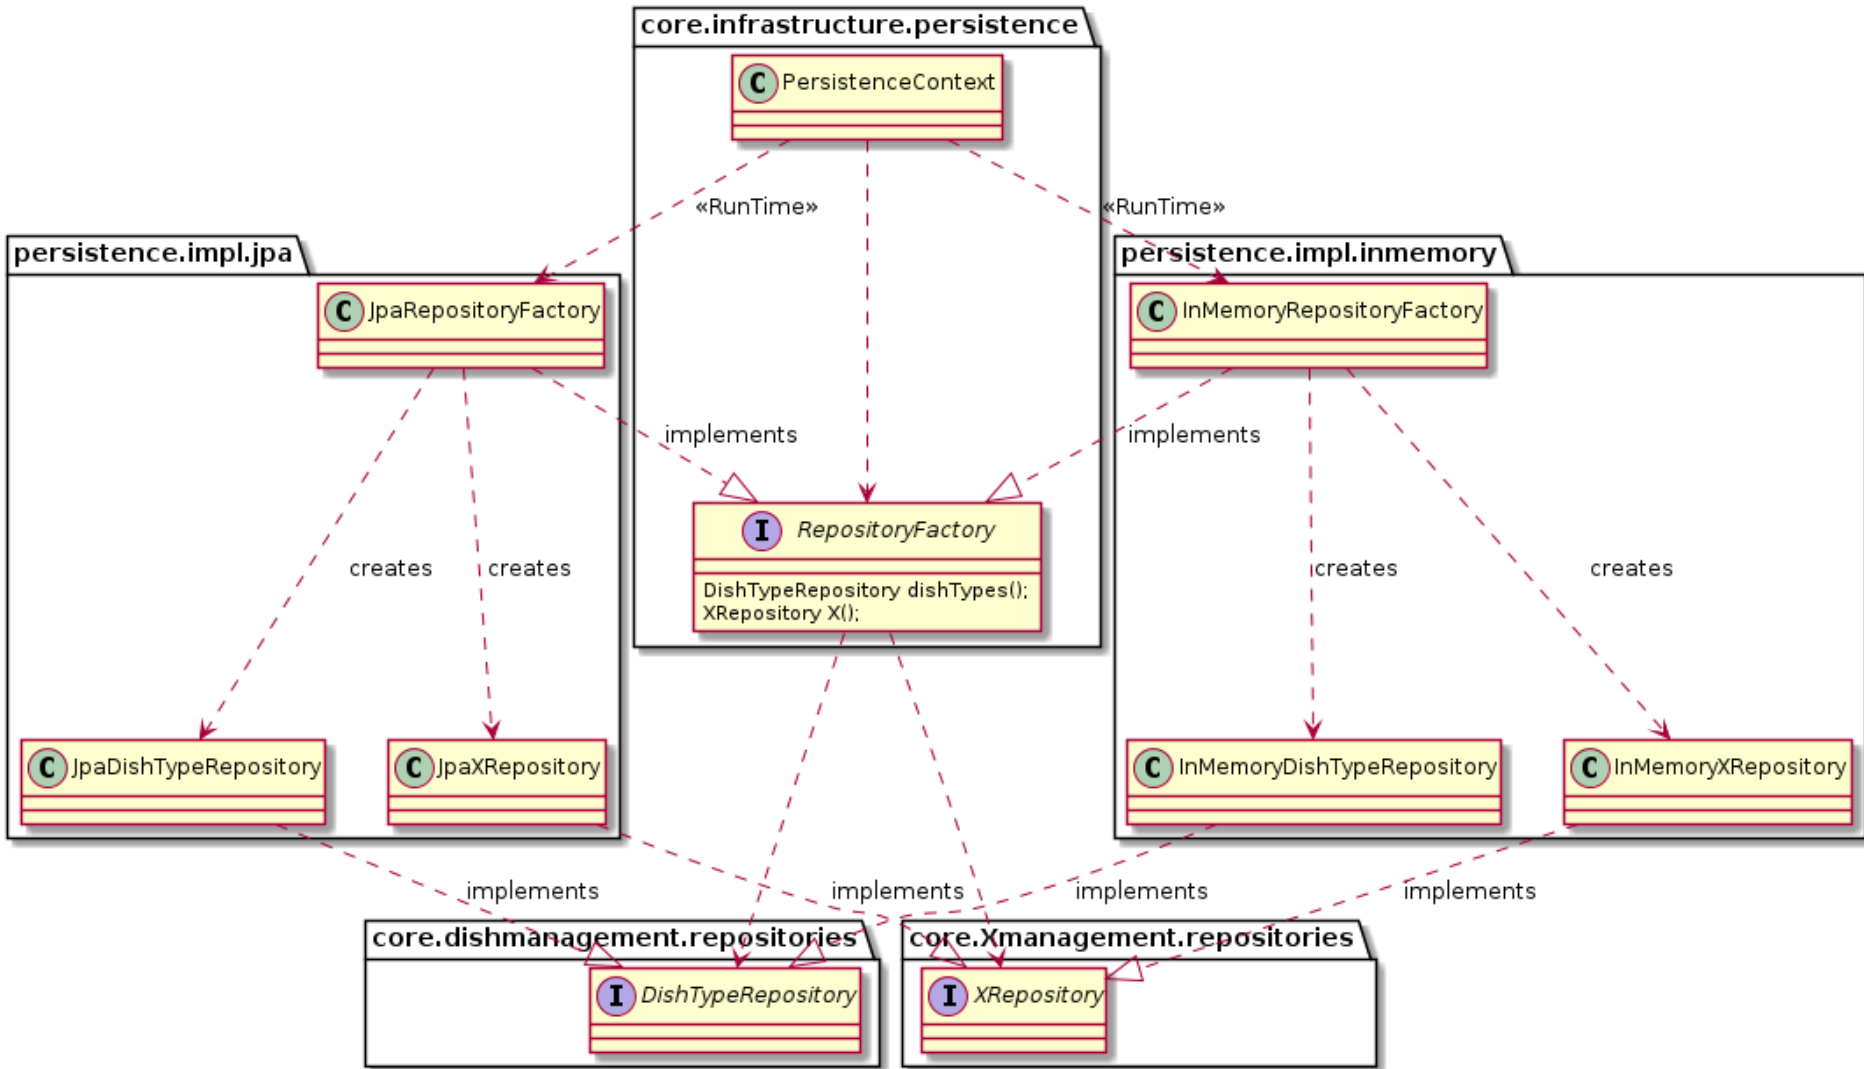 core.infrastructure.persistence
C PersistenceContext
«RunTime»
«RunTime»
persistence.impl.jpa
persistence.impl.inmemory
C JpaRepositoryFactory
C InMemoryRepositoryFactory
implements
implements
I RepositoryFactory
DishTypeRepository dishTypes();
XRepository X();
creates
creates
creates
creates
C JpaDishTypeRepository
C JpaXRepository
C InMemoryDishTypeRepository
C InMemoryXRepository
implements
implements
implements
implements
core.dishmanagement.repositories
core.Xmanagement.repositories
I DishTypeRepository
I XRepository